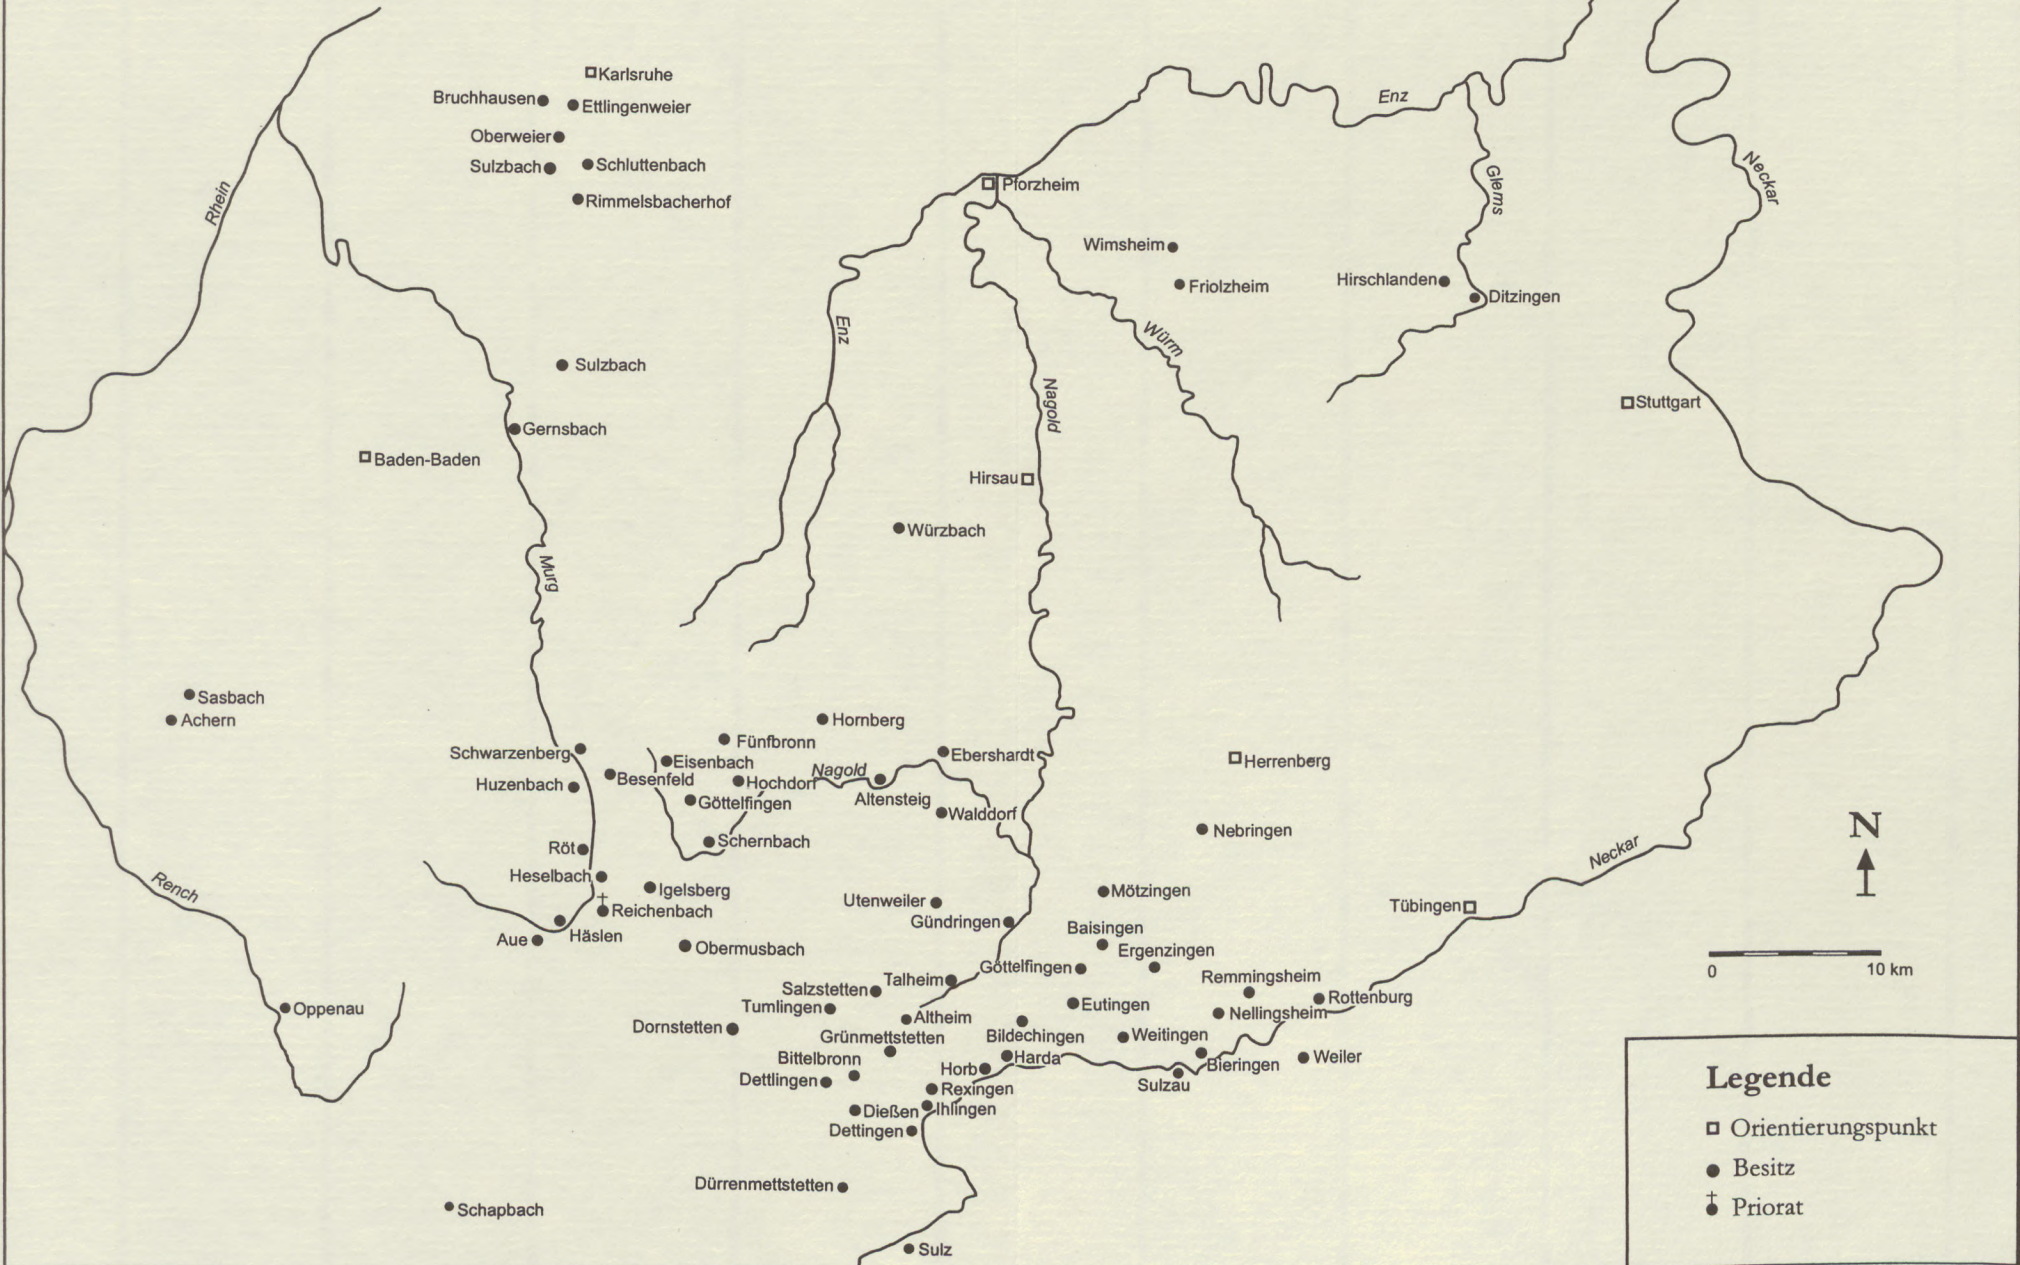 Karlsruhe
Bruchhausen
Ettlingenweier
Enz
Oberweier
Sulzbach
Schluttenbach
Neckar
Glems
Pforzheim
Rhein
Rimmelsbacherhof
Wimsheim
Hirschlanden
Friolzheim
Ditzingen
Enz
Würm
Sulzbach
Nagold
Stuttgart
Gernsbach
Baden-Baden
Hirsau
Würzbach
Murg
Sasbach
Achern
Hornberg
Fünfbronn
Schwarzenberg
Ebershardt
Eisenbach
Herrenberg
Nagold
Besenfeld
Huzenbach
Hochdorf
Göttelfingen
Altensteig
Walddorf
N
Nebringen
Schernbach
Röt
Neckar
Heselbach
Rench
Igelsberg
Mötzingen
Utenweiler
Tübingen
Reichenbach
Gündringen
Baisingen
Häslen
Aue
Obermusbach
Ergenzingen
Göttelfingen
0 10 km
Remmingsheim
Talheim
Salzstetten
Rottenburg
Eutingen
Tumlingen
Oppenau
Nellingsheim
Altheim
Dornstetten
Grünmettstetten
Bildechingen
Weitingen
Bittelbronn
Harda
Weiler
Bieringen
Horb
Dettlingen
Sulzau
Rexingen
Dießen
Ihlingen
Dettingen
Dürrenmettstetten
Schapbach
Sulz
Legende
Orientierungspunkt
Besitz
Priorat